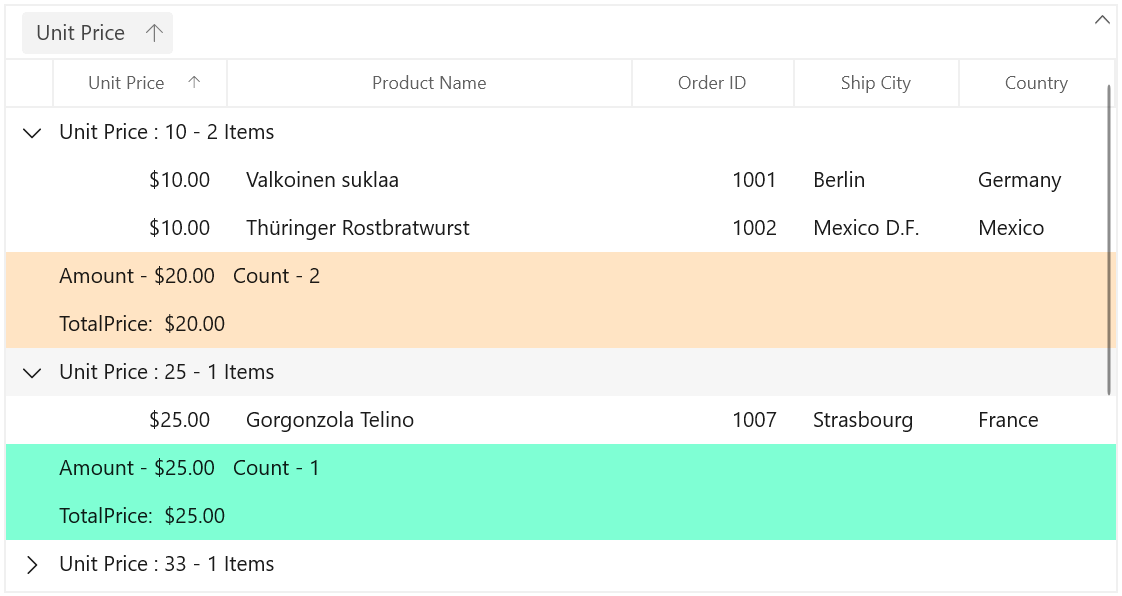 Unit Price
Unit Price Product Name Order ID Ship City Country
Unit Price : 10 - 2 Items
$10.00 Valkoinen suklaa 1001 Berlin Germany
$10.00 Thüringer Rostbratwurst 1002 Mexico D.F. Mexico
Amount - $20.00 Count - 2
TotalPrice: $20.00
Unit Price : 25 - 1 Items
$25.00 Gorgonzola Telino 1007 Strasbourg France
Amount - $25.00 Count - 1
TotalPrice: $25.00
Unit Price : 33 - 1 Items